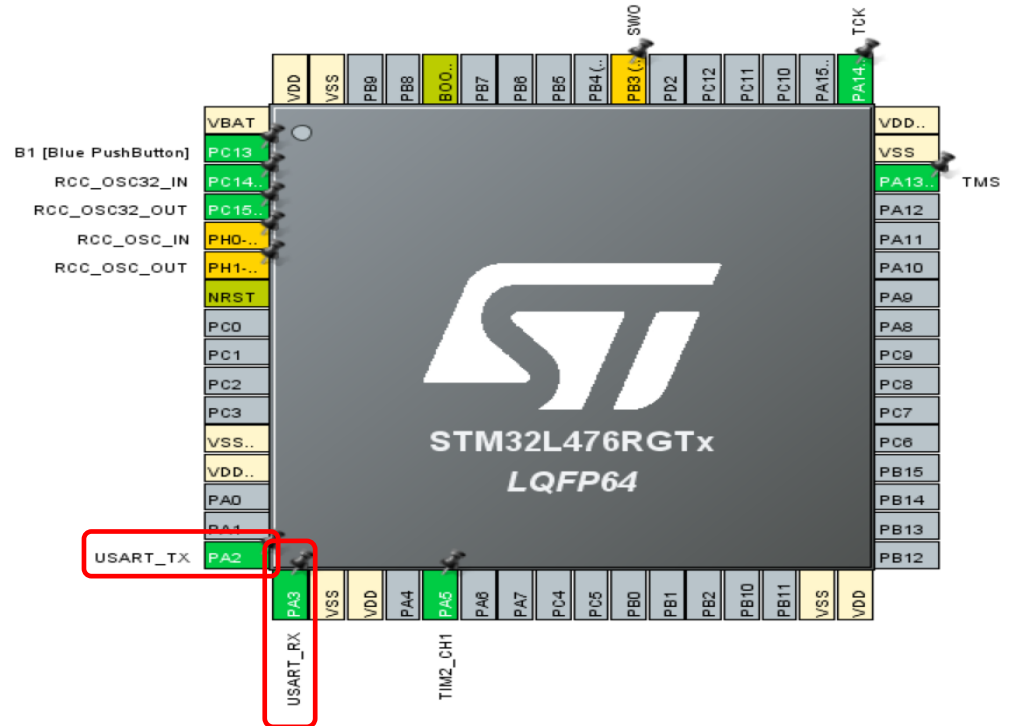 SWO
TCK
VDD
VSS
PB9
PB8
BOO..
PB7
PB6
PB5
PB4 (..
PB3 (..
PD2
PC12
PC11
PC10
PA15..
PA14..
VBAT
B1 [Blue PushButton] PC13
RCC_OSC32_IN PC14..
RCC_OSC32_OUT PC15..
RCC_OSC_IN PH0-..
RCC_OSC_OUT PH1-..
NRST
PC0
PC1
PC2
PC3
VSS..
VDD..
PA0
PA1
USART_TX PA2
VDD..
VSS
PA13.. TMS
PA12
PA11
PA10
PA9
PA8
PC9
PC8
PC7
PC6
PB15
PB14
PB13
PB12
ST
STM32L476RGTx
LQFP64
PA3
VSS
VDD
PA4
PA5
PA6
PA7
PC4
PC5
PB0
PB1
PB2
PB10
PB11
VSS
VDD
USART_RX
TIM2_CH1